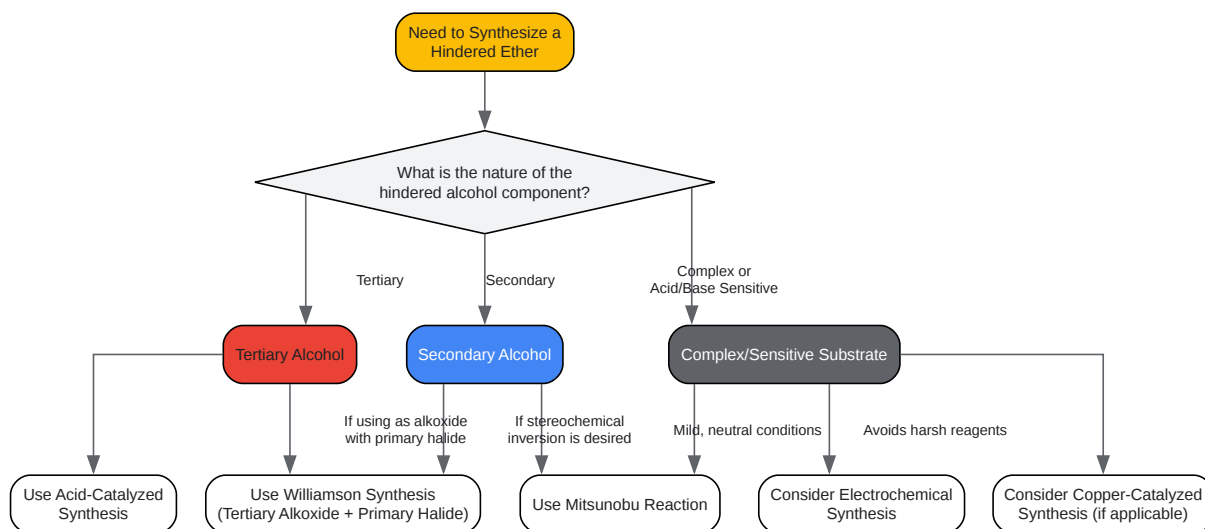 Need to Synthesize a
Hindered Ether
What is the nature of the
hindered alcohol component?
Tertiary
Secondary
Complex or
Acid/Base Sensitive
Tertiary Alcohol
Secondary Alcohol
Complex/Sensitive Substrate
If using as alkoxide
with primary halide
If stereochemical
inversion is desired
Mild, neutral conditions
Avoids harsh reagents
Use Acid-Catalyzed
Synthesis
Use Williamson Synthesis
(Tertiary Alkoxide + Primary Halide)
Use Mitsunobu Reaction
Consider Electrochemical
Synthesis
Consider Copper-Catalyzed
Synthesis (if applicable)